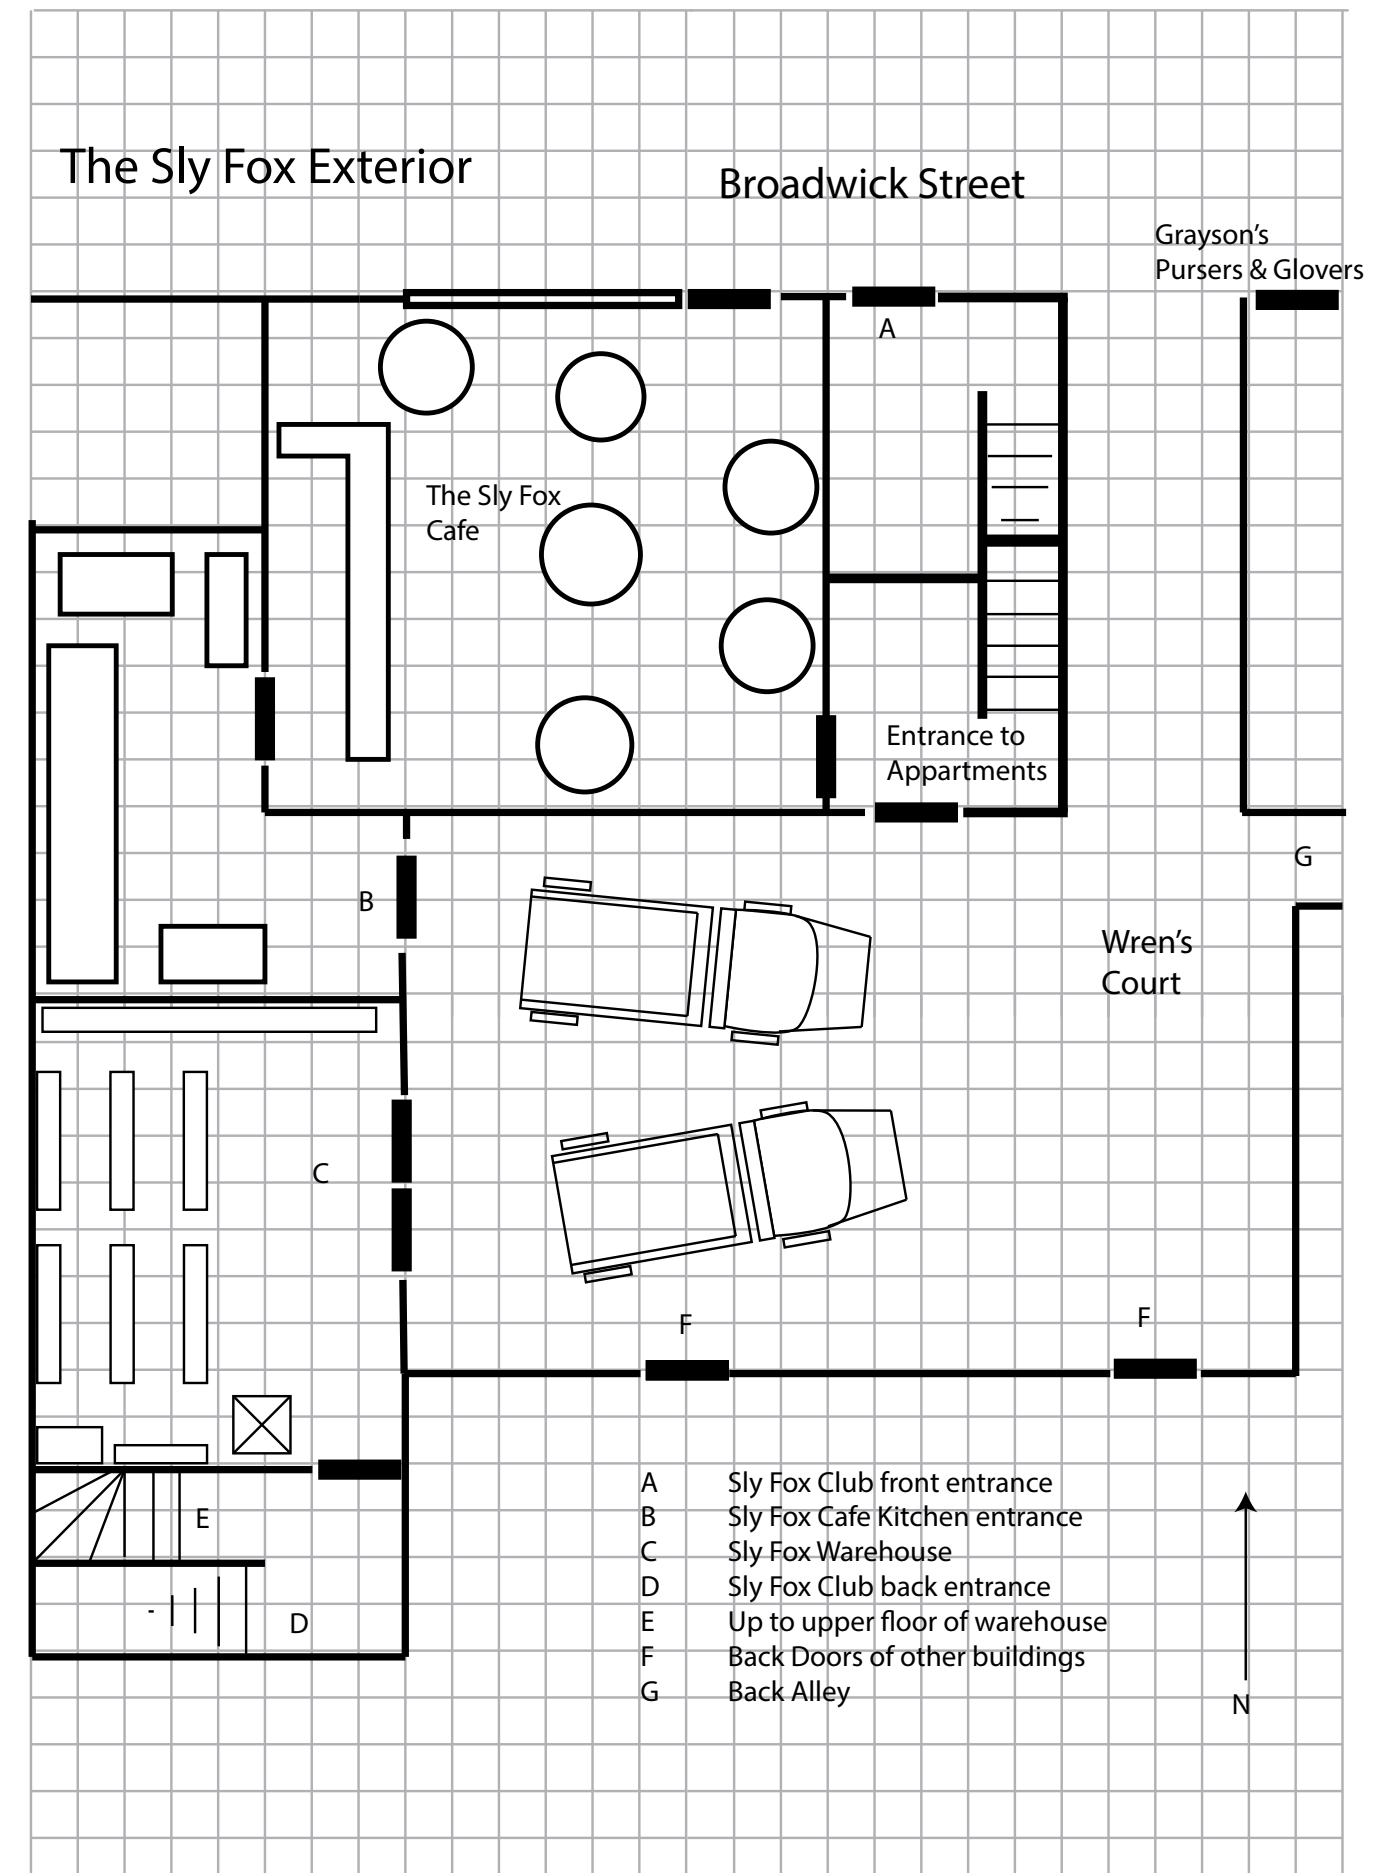 The Sly Fox Exterior
Broadwick Street
Grayson's
Pursers & Glovers
A
The Sly Fox
Cafe
Entrance to
Appartments
G
B
Wren's
Court
C
F
F
A Sly Fox Club front entrance
B Sly Fox Cafe Kitchen entrance
C Sly Fox Warehouse
D Sly Fox Club back entrance
E Up to upper floor of warehouse
F Back Doors of other buildings
G Back Alley
E
D
N